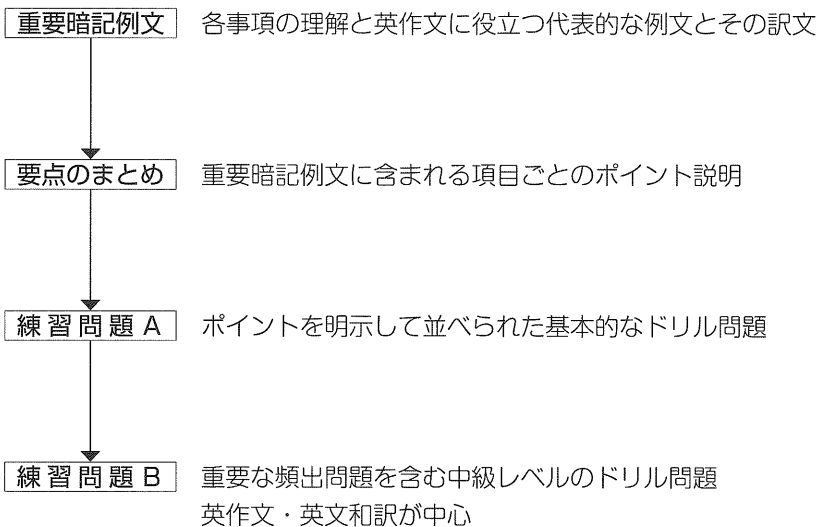 重要暗記例文 各事項の理解と英作文に役立つ代表的な例文とその訳文
要点のまとめ 重要暗記例文に含まれる項目ごとのポイント説明
練習問題 A ポイントを明示して並べられた基本的なドリル問題
練習問題 B 重要な頻出問題を含む中級レベルのドリル問題
英作文・英文和訳が中心